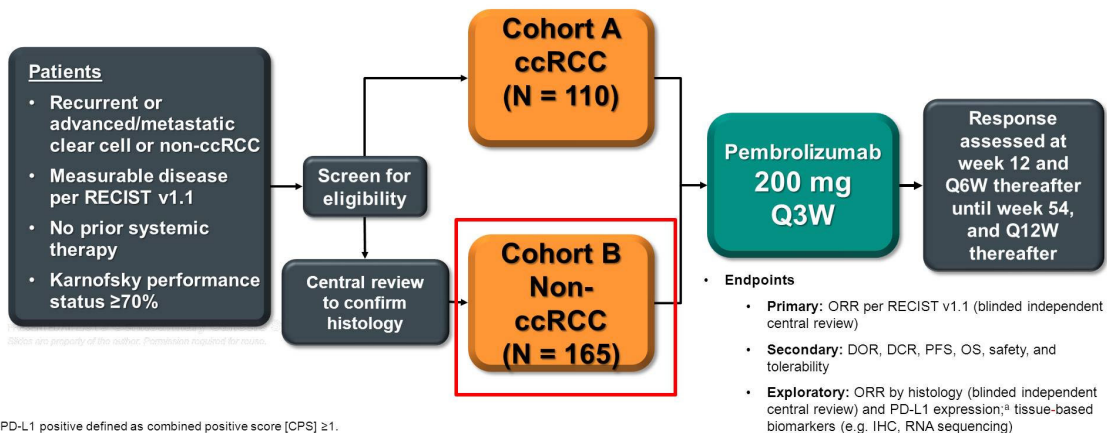 Patients
• Recurrent or
advanced/metastatic
clear cell or non-ccRCC
• Measurable disease
per RECIST v1.1
• No prior systemic
therapy
• Karnofsky performance
status ≥70%
Screen for
eligibility
Central review
to confirm
histology
Cohort A
ccRCC
(N = 110)
Cohort B
Non-
ccRCC
(N = 165)
Pembrolizumab
200 mg
Q3W
Response
assessed at
week 12 and
Q6W thereafter
until week 54,
and Q12W
thereafter
• Endpoints
• Primary: ORR per RECIST v1.1 (blinded independent
central review)
• Secondary: DOR, DCR, PFS, OS, safety, and
tolerability
• Exploratory: ORR by histology (blinded independent
central review) and PD-L1 expression;ᵃ tissue-based
biomarkers (e.g. IHC, RNA sequencing)
Slides are property of the author. Permission required for reuse.
PD-L1 positive defined as combined positive score [CPS] ≥1.